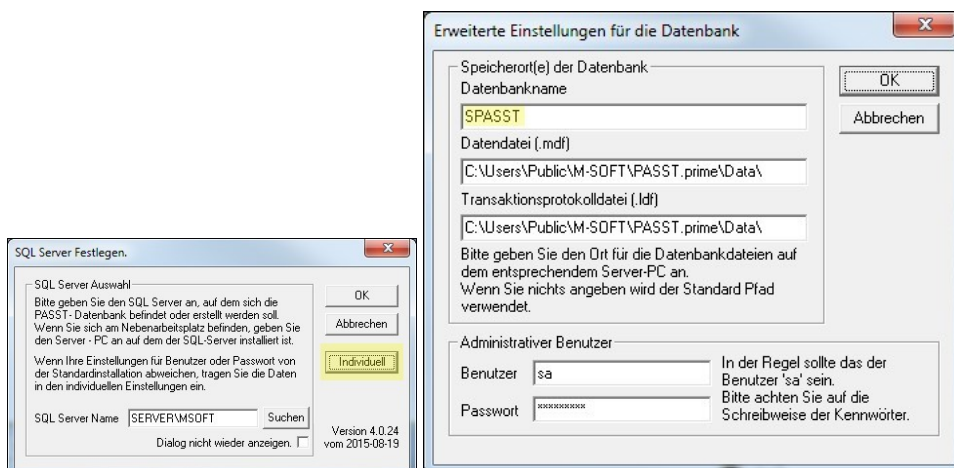 SQL Server Festlegen.
SQL Server Auswahl
Bitte geben Sie den SQL Server an, auf dem sich die
PASST- Datenbank befindet oder erstellt werden soll.
Wenn Sie sich am Nebenarbeitsplatz befinden, geben Sie
den Server - PC an auf dem der SQL-Server installiert ist.
Wenn Ihre Einstellungen für Benutzer oder Passwort von
der Standardinstallation abweichen, tragen Sie die Daten
in den individuellen Einstellungen ein.
SQL Server Name
SERVER\MSOFT
Suchen
Dialog nicht wieder anzeigen.
OK
Abbrechen
Individuell
Version 4.0.24
vom 2015-08-19
Erweiterte Einstellungen für die Datenbank
Speicherort(e) der Datenbank
Datenbankname
SPASST
Datendatei (.mdf)
C:\Users\Public\M-SOFT\PASST.prime\Data\
Transaktionsprotokolldatei (.ldf)
C:\Users\Public\M-SOFT\PASST.prime\Data\
Bitte geben Sie den Ort für die Datenbankdateien auf
dem entsprechendem Server-PC an.
Wenn Sie nichts angeben wird der Standard Pfad
verwendet.
OK
Abbrechen
Administrativer Benutzer
Benutzer
sa
Passwort
*********
In der Regel sollte das der
Benutzer 'sa' sein.
Bitte achten Sie auf die
Schreibweise der Kennwörter.